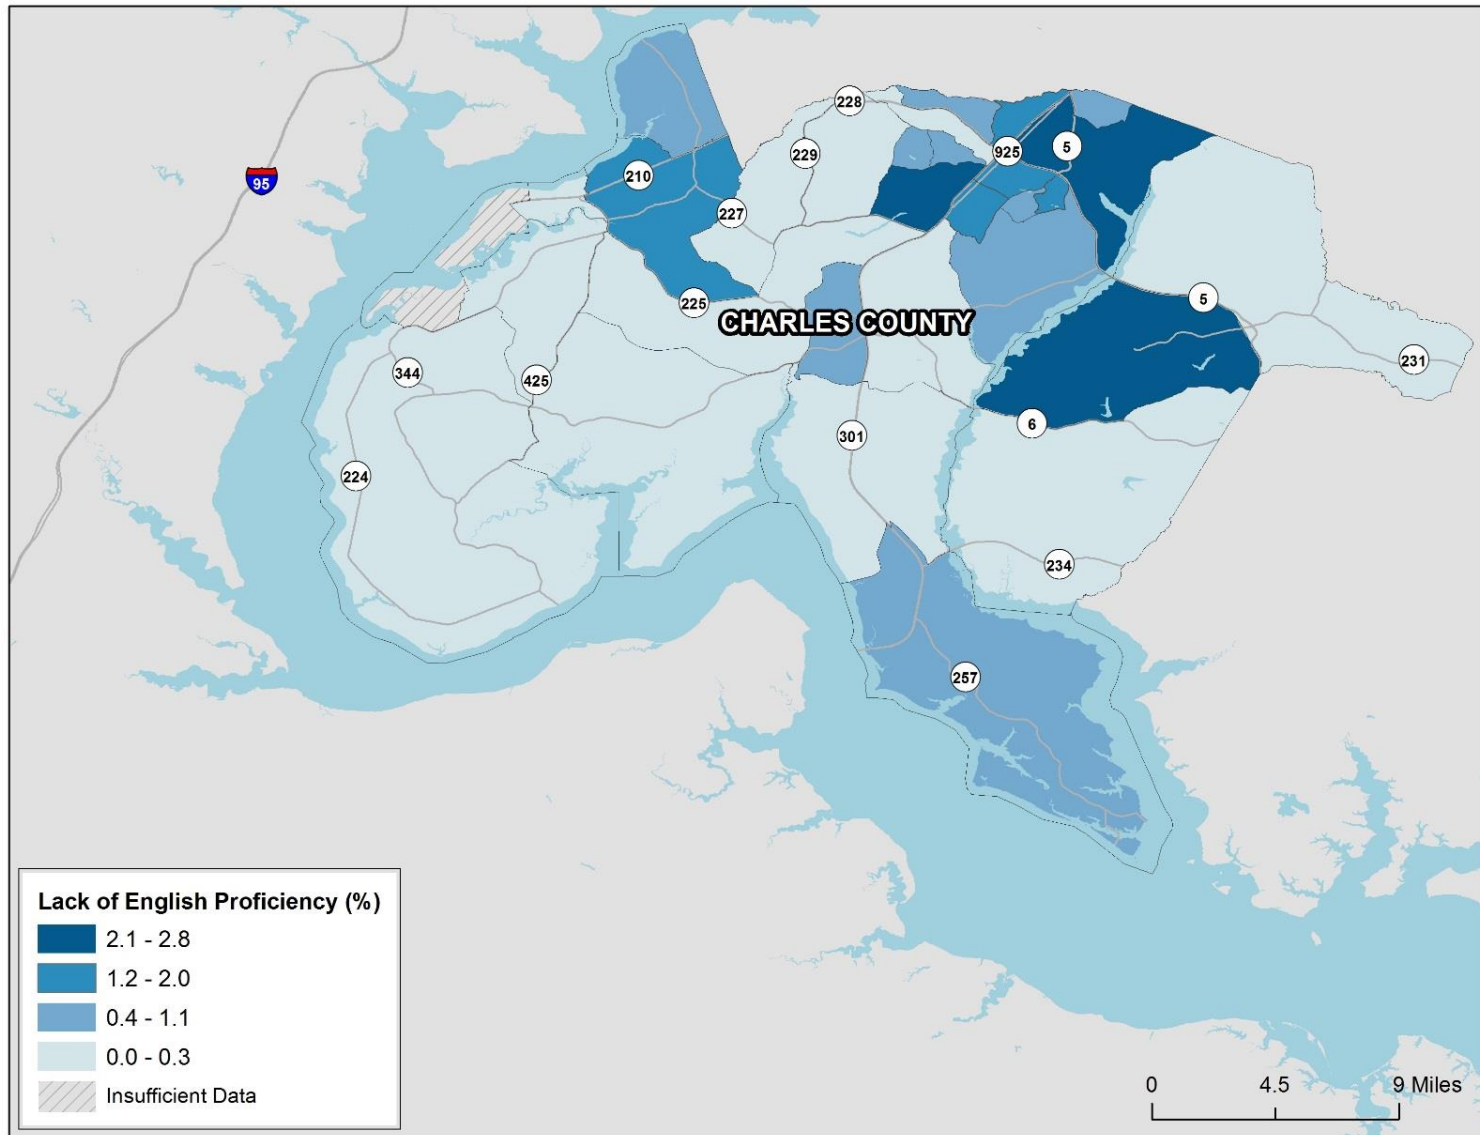 228
925
5
229
95
210
227
5
225
CHARLES COUNTY
231
344
425
6
301
224
234
257
Lack of English Proficiency (%)
2.1 - 2.8
1.2 - 2.0
0.4 - 1.1
0.0 - 0.3
Insufficient Data
0 4.5 9 Miles